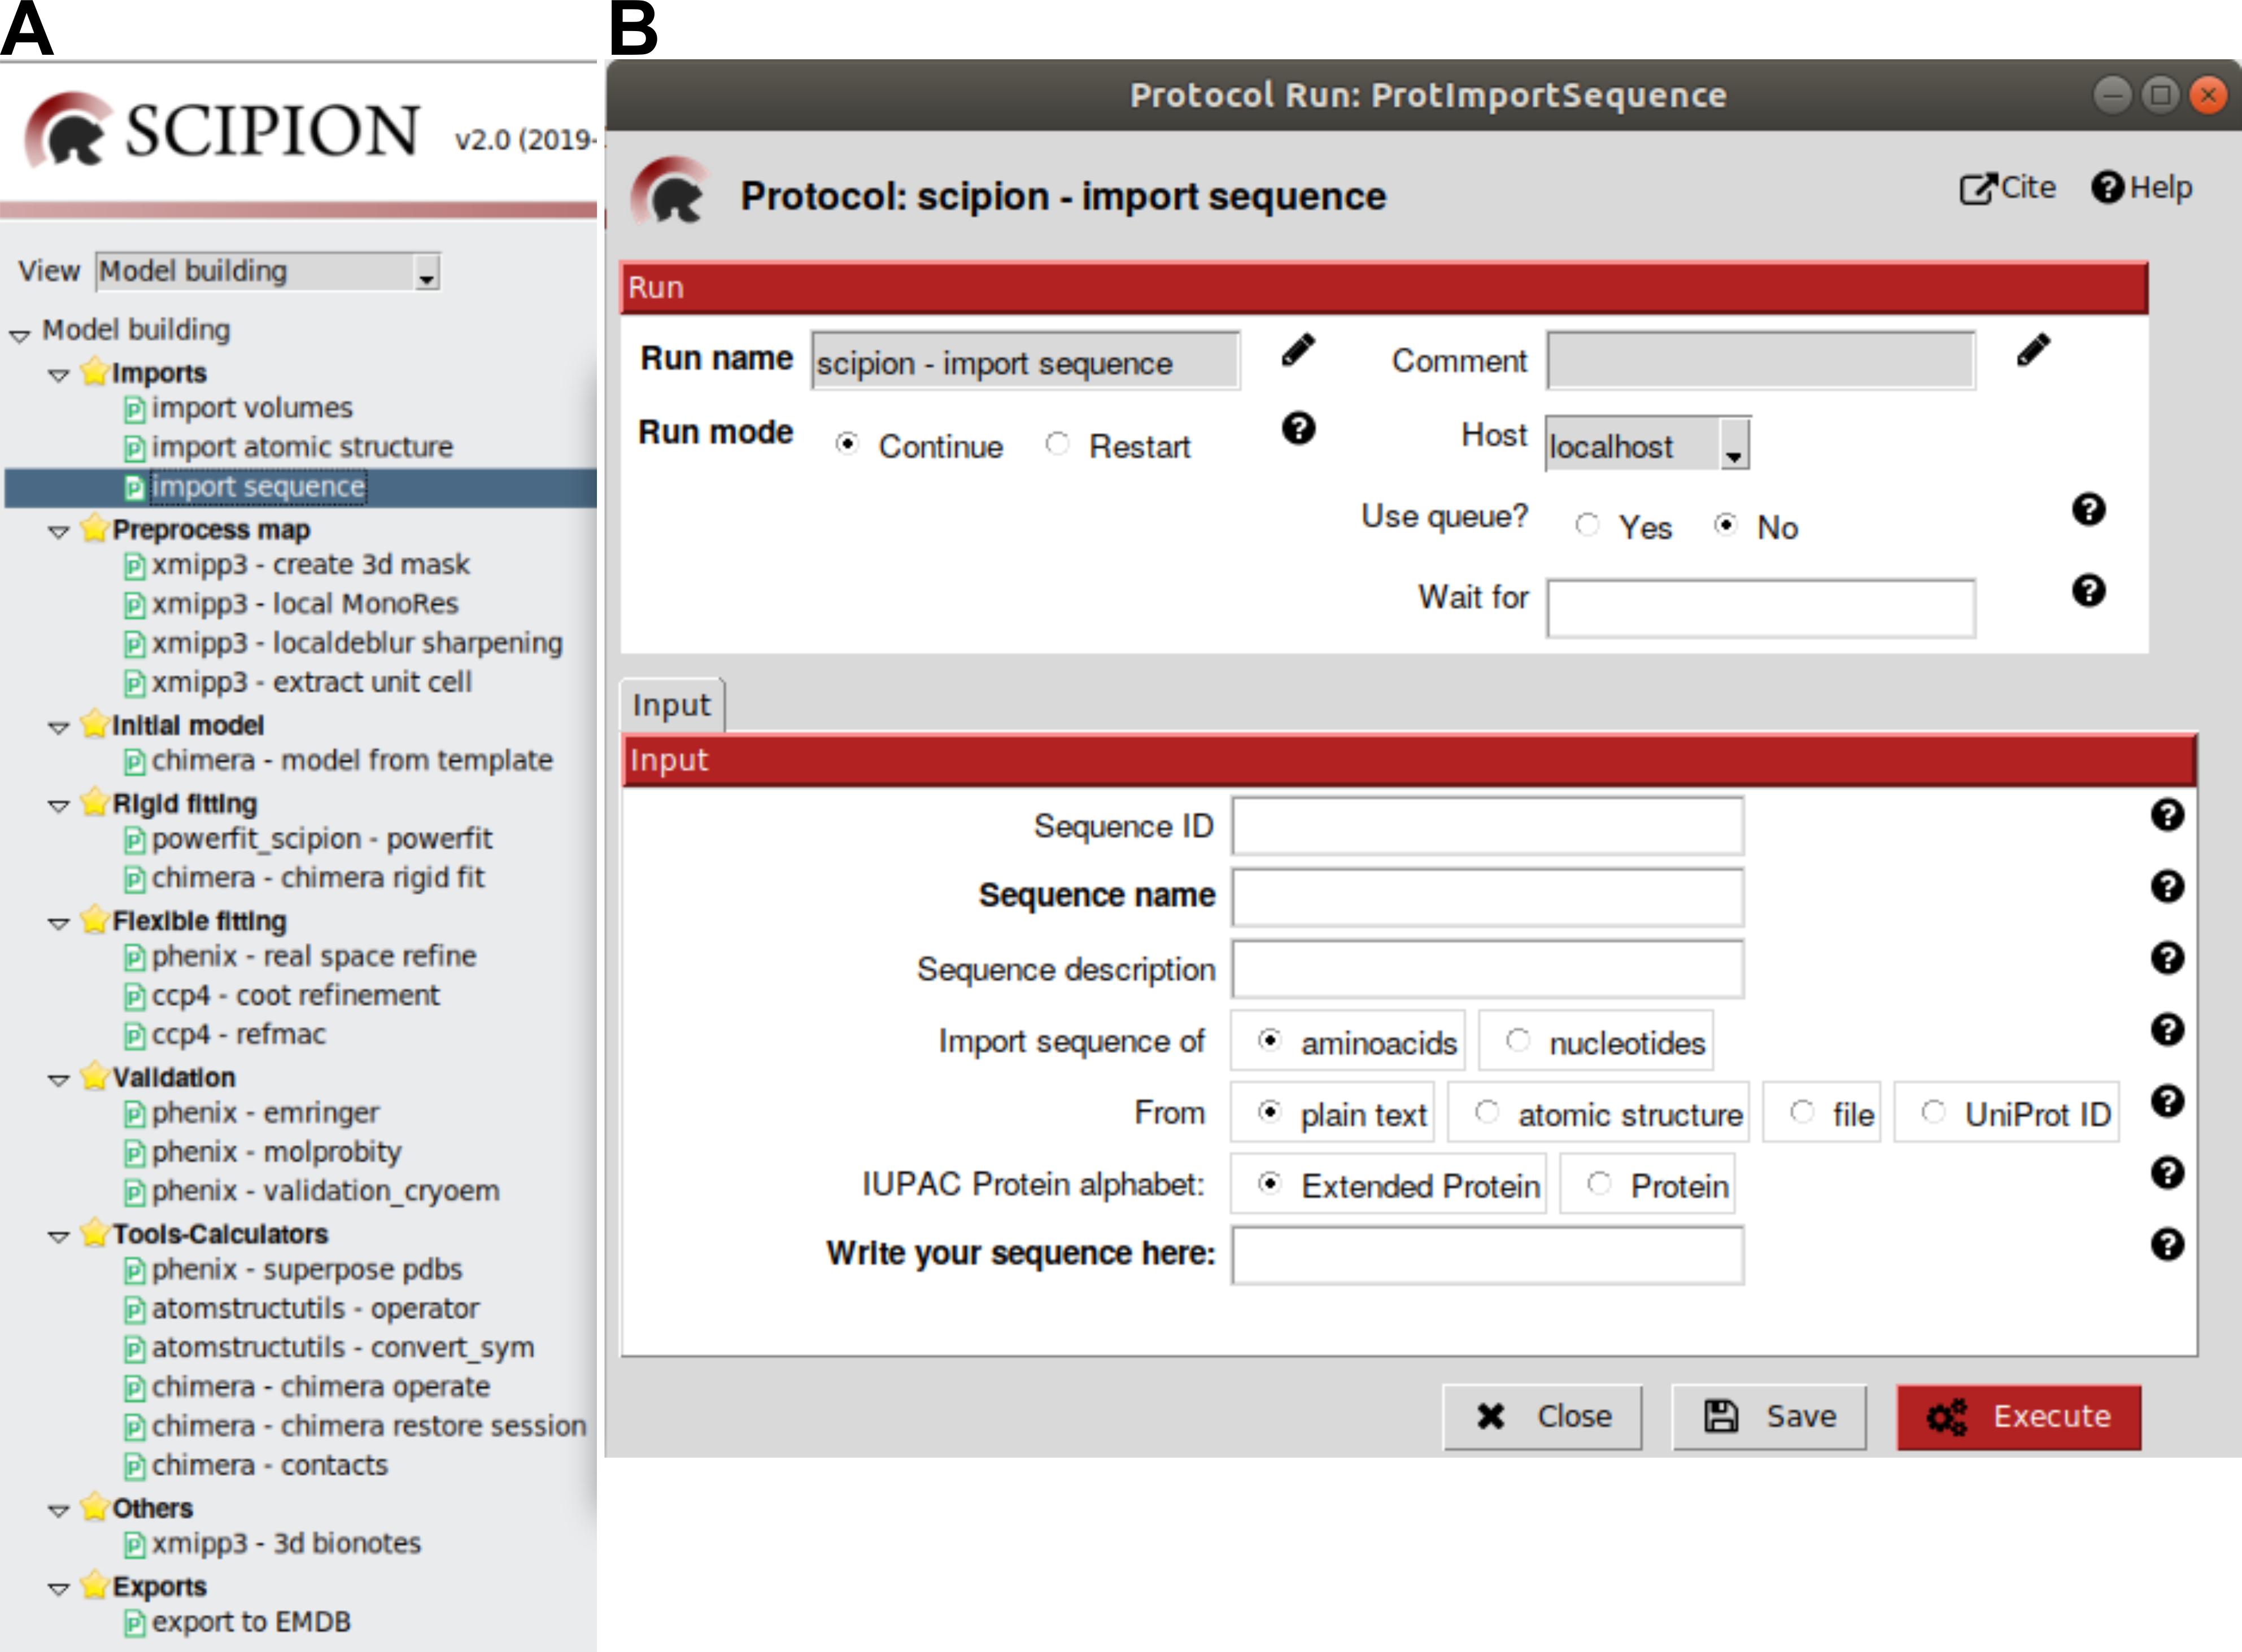 A
SCIPION v2.0 (2019-
View Model building
Model building
Imports
import volumes
import atomic structure
import sequence
Preprocess map
xmipp3 - create 3d mask
xmipp3 - local MonoRes
xmipp3 - localdeblur sharpening
xmipp3 - extract unit cell
Initial model
chimera - model from template
Rigid fitting
powerfit_scipion - powerfit
chimera - chimera rigid fit
Flexible fitting
phenix - real space refine
ccp4 - coot refinement
ccp4 - refmac
Validation
phenix - emringer
phenix - molprobity
phenix - validation_cryoem
Tools-Calculators
phenix - superpose pdbs
atomstructutils - operator
atomstructutils - convert_sym
chimera - chimera operate
chimera - chimera restore session
chimera - contacts
Others
xmipp3 - 3d bionotes
Exports
export to EMDB
B
Protocol Run: ProtImportSequence
Protocol: scipion - import sequence Cite Help
Run
Run name scipion - import sequence Comment
Run mode Continue Restart Host localhost
Use queue? Yes No
Wait for
Input
Input
Sequence ID
Sequence name
Sequence description
Import sequence of aminoacids nucleotides
From plain text atomic structure file UniProt ID
IUPAC Protein alphabet: Extended Protein Protein
Write your sequence here:
Close Save Execute